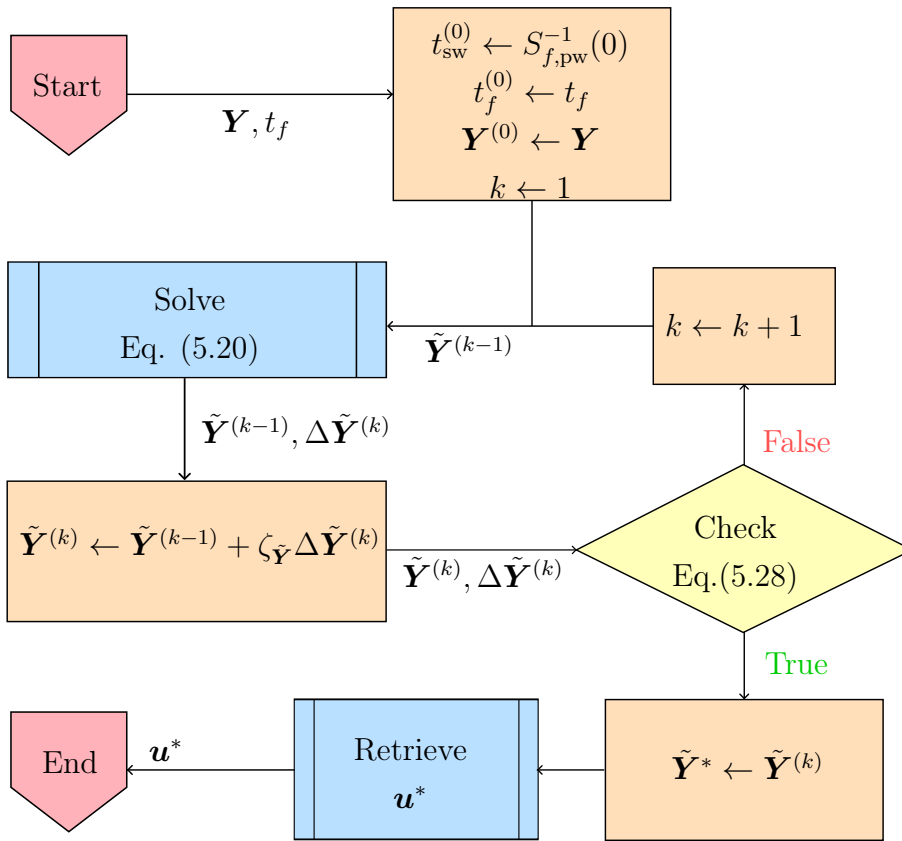 Start
𝒀, t_f
t_sw^(0) ← S_{f,pw}^{-1}(0)
t_f^(0) ← t_f
𝒀^(0) ← 𝒀
k ← 1
Solve
Eq. (5.20)
𝒀̃^(k−1)
k ← k + 1
𝒀̃^(k−1), Δ𝒀̃^(k)
False
𝒀̃^(k) ← 𝒀̃^(k−1) + ζ_𝒀̃ Δ𝒀̃^(k)
𝒀̃^(k), Δ𝒀̃^(k)
Check
Eq.(5.28)
True
𝒀̃* ← 𝒀̃^(k)
Retrieve
𝒖*
𝒖*
End